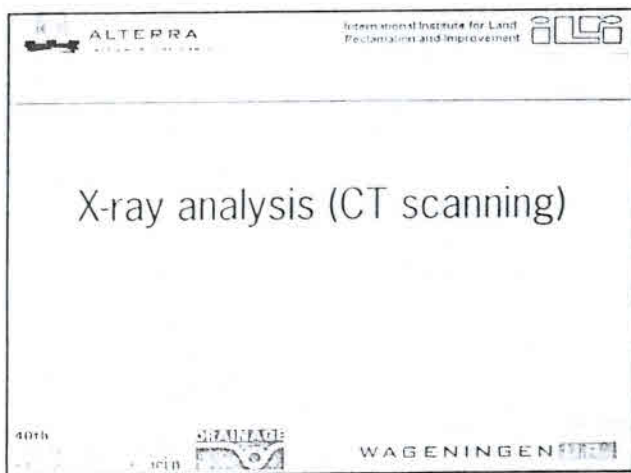 ALTERRA
International Institute for Land
Reclamation and Improvement
X-ray analysis (CT scanning)
40th
DRAINAGE
WAGENINGEN